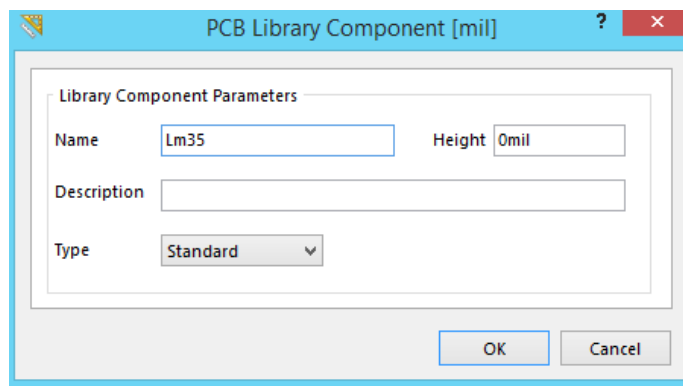 PCB Library Component [mil] ?
Library Component Parameters
Name Lm35 Height 0mil
Description
Type Standard
OK Cancel